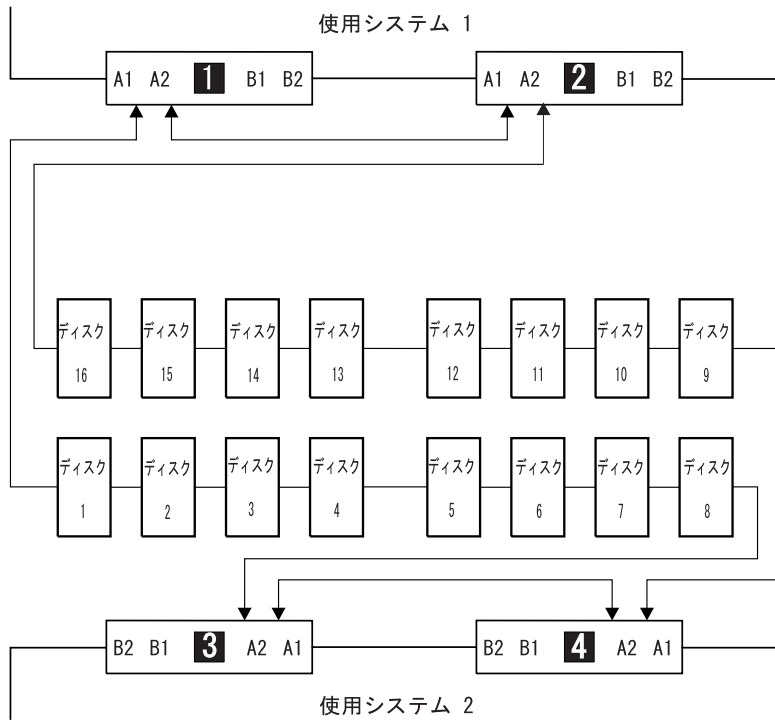 使用システム 1
A1 A2 1 B1 B2
A1 A2 2 B1 B2
ディスク 16
ディスク 15
ディスク 14
ディスク 13
ディスク 12
ディスク 11
ディスク 10
ディスク 9
ディスク 1
ディスク 2
ディスク 3
ディスク 4
ディスク 5
ディスク 6
ディスク 7
ディスク 8
B2 B1 3 A2 A1
B2 B1 4 A2 A1
使用システム 2